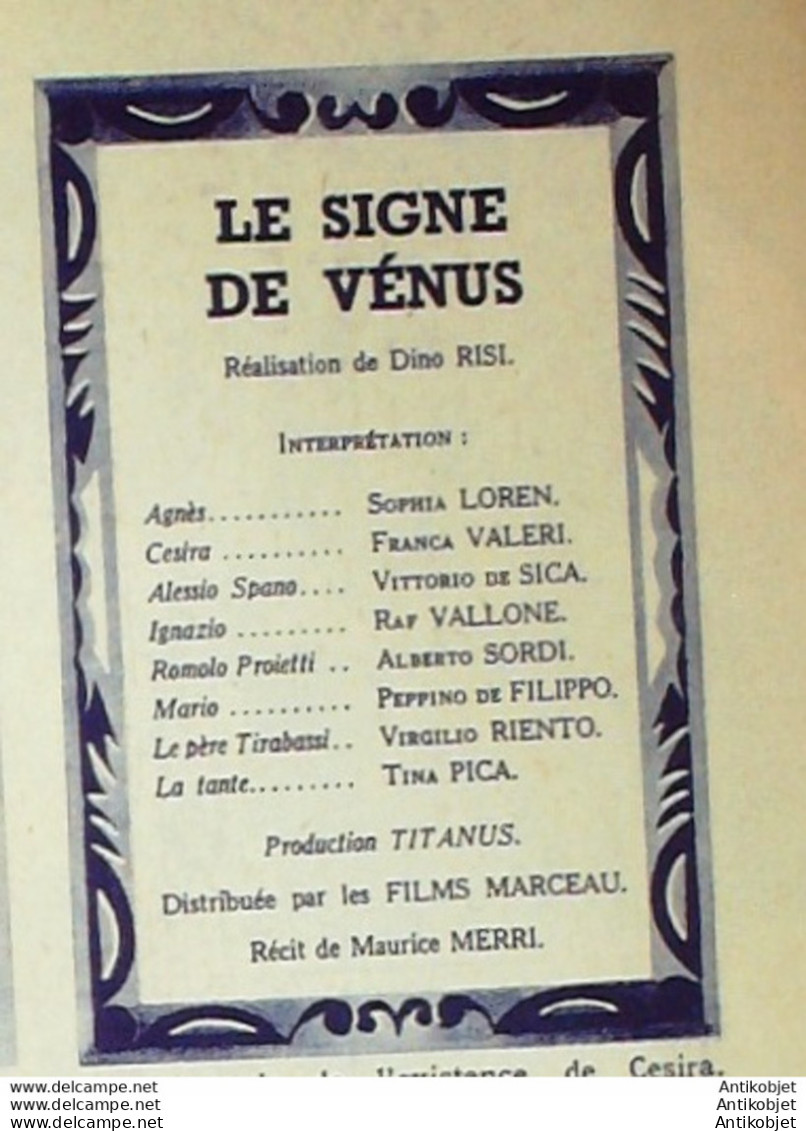 LE SIGNE
DE VÉNUS
Réalisation de Dino RISI.
INTERPRÉTATION :
Agnès........... SOPHIA LOREN.
Cesira .......... FRANCA VALERI.
Alessio Spano.... VITTORIO DE SICA.
Ignazio ......... RAF VALLONE.
Romolo Proietti .. ALBERTO SORDI.
Mario .......... PEPPINO DE FILIPPO.
Le père Tirabassi.. VIRGILIO RIENTO.
La tante......... TINA PICA.
Production TITANUS.
Distribuée par les FILMS MARCEAU.
Récit de Maurice MERRI.
l'existence de Cesira.
www.delcampe.net Antikobjet
www.delcampe.net Antikobjet
www.delcampe.net Antikobjet